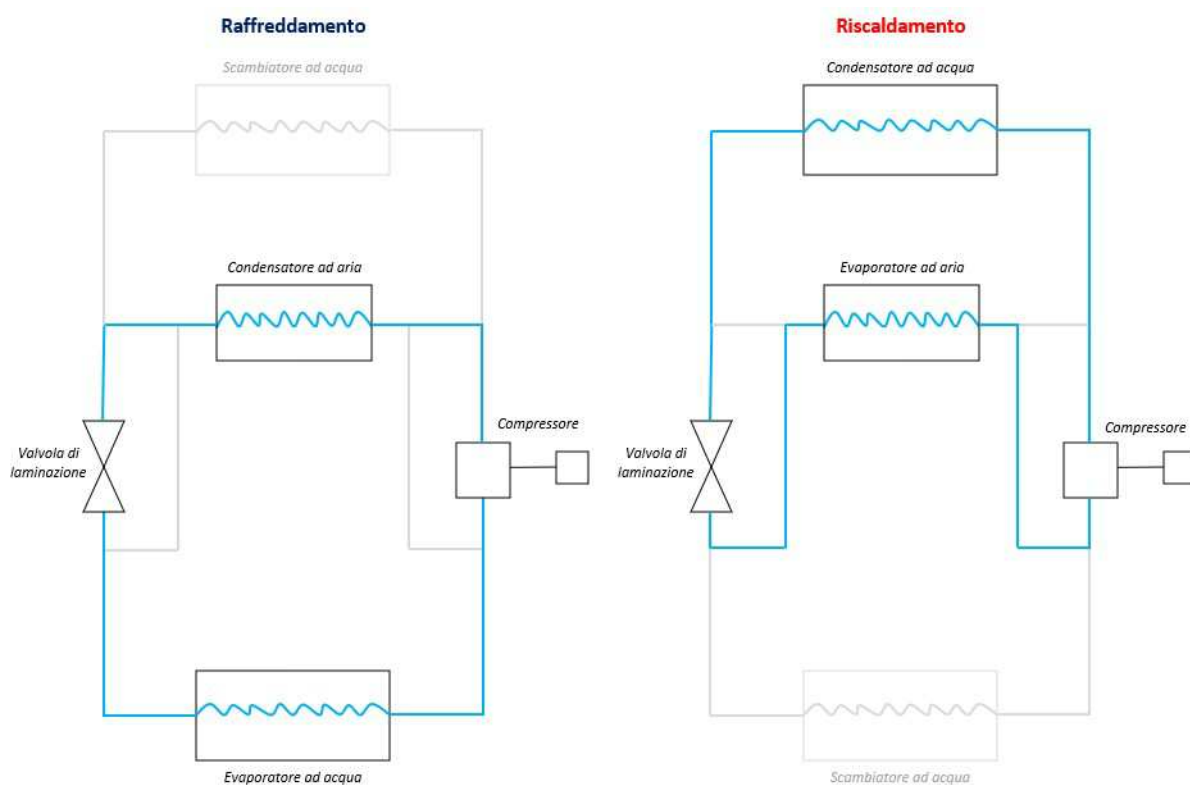 Raffreddamento
Scambiatore ad acqua
Condensatore ad aria
Compressore
Valvola di
laminazione
Evaporatore ad acqua
Riscaldamento
Condensatore ad acqua
Evaporatore ad aria
Compressore
Valvola di
laminazione
Scambiatore ad acqua